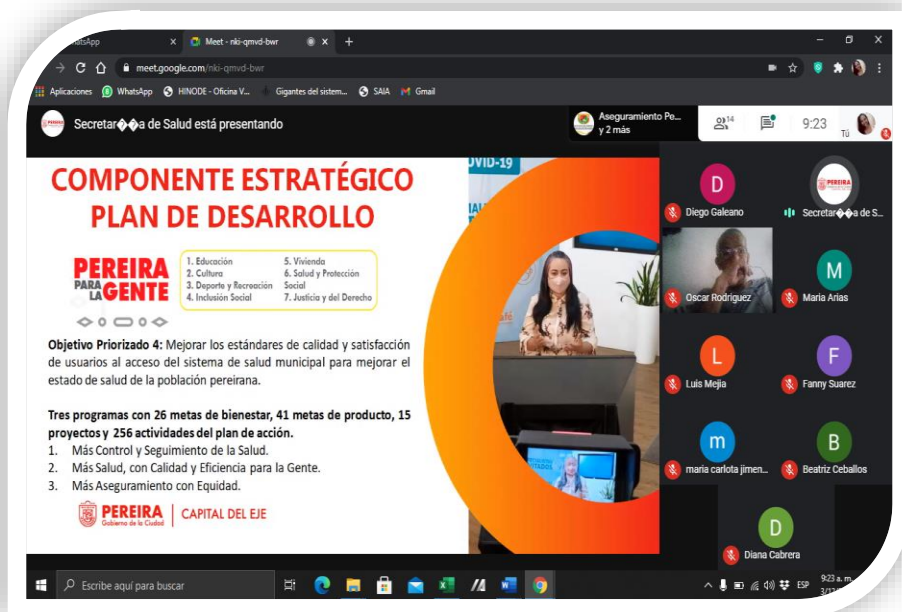 WhatsApp
Meet - nki-qmvd-bwr
meet.google.com/nki-qmvd-bwr
Aplicaciones WhatsApp HINODE - Oficina V... Gigantes del sistem... SAIA Gmail
Secretar��a de Salud está presentando
Aseguramiento Pe...
y 2 más
14
9:23
Tú
COMPONENTE ESTRATÉGICO
PLAN DE DESARROLLO
PEREIRA
PARA LA GENTE
1. Educación
2. Cultura
3. Deporte y Recreación
4. Inclusión Social
5. Vivienda
6. Salud y Protección
Social
7. Justicia y del Derecho
Objetivo Priorizado 4: Mejorar los estándares de calidad y satisfacción
de usuarios al acceso del sistema de salud municipal para mejorar el
estado de salud de la población pereirana.
Tres programas con 26 metas de bienestar, 41 metas de producto, 15
proyectos y 256 actividades del plan de acción.
1. Más Control y Seguimiento de la Salud.
2. Más Salud, con Calidad y Eficiencia para la Gente.
3. Más Aseguramiento con Equidad.
PEREIRA
Gobierno de la Ciudad
CAPITAL DEL EJE
COVID-19
D
Diego Galeano
PEREIRA
Secretar��a de S...
Oscar Rodriguez
M
Maria Arias
L
Luis Mejia
F
Fanny Suarez
m
maria carlota jimen...
B
Beatriz Ceballos
D
Diana Cabrera
Escribe aquí para buscar
ESP
9:23 a. m.